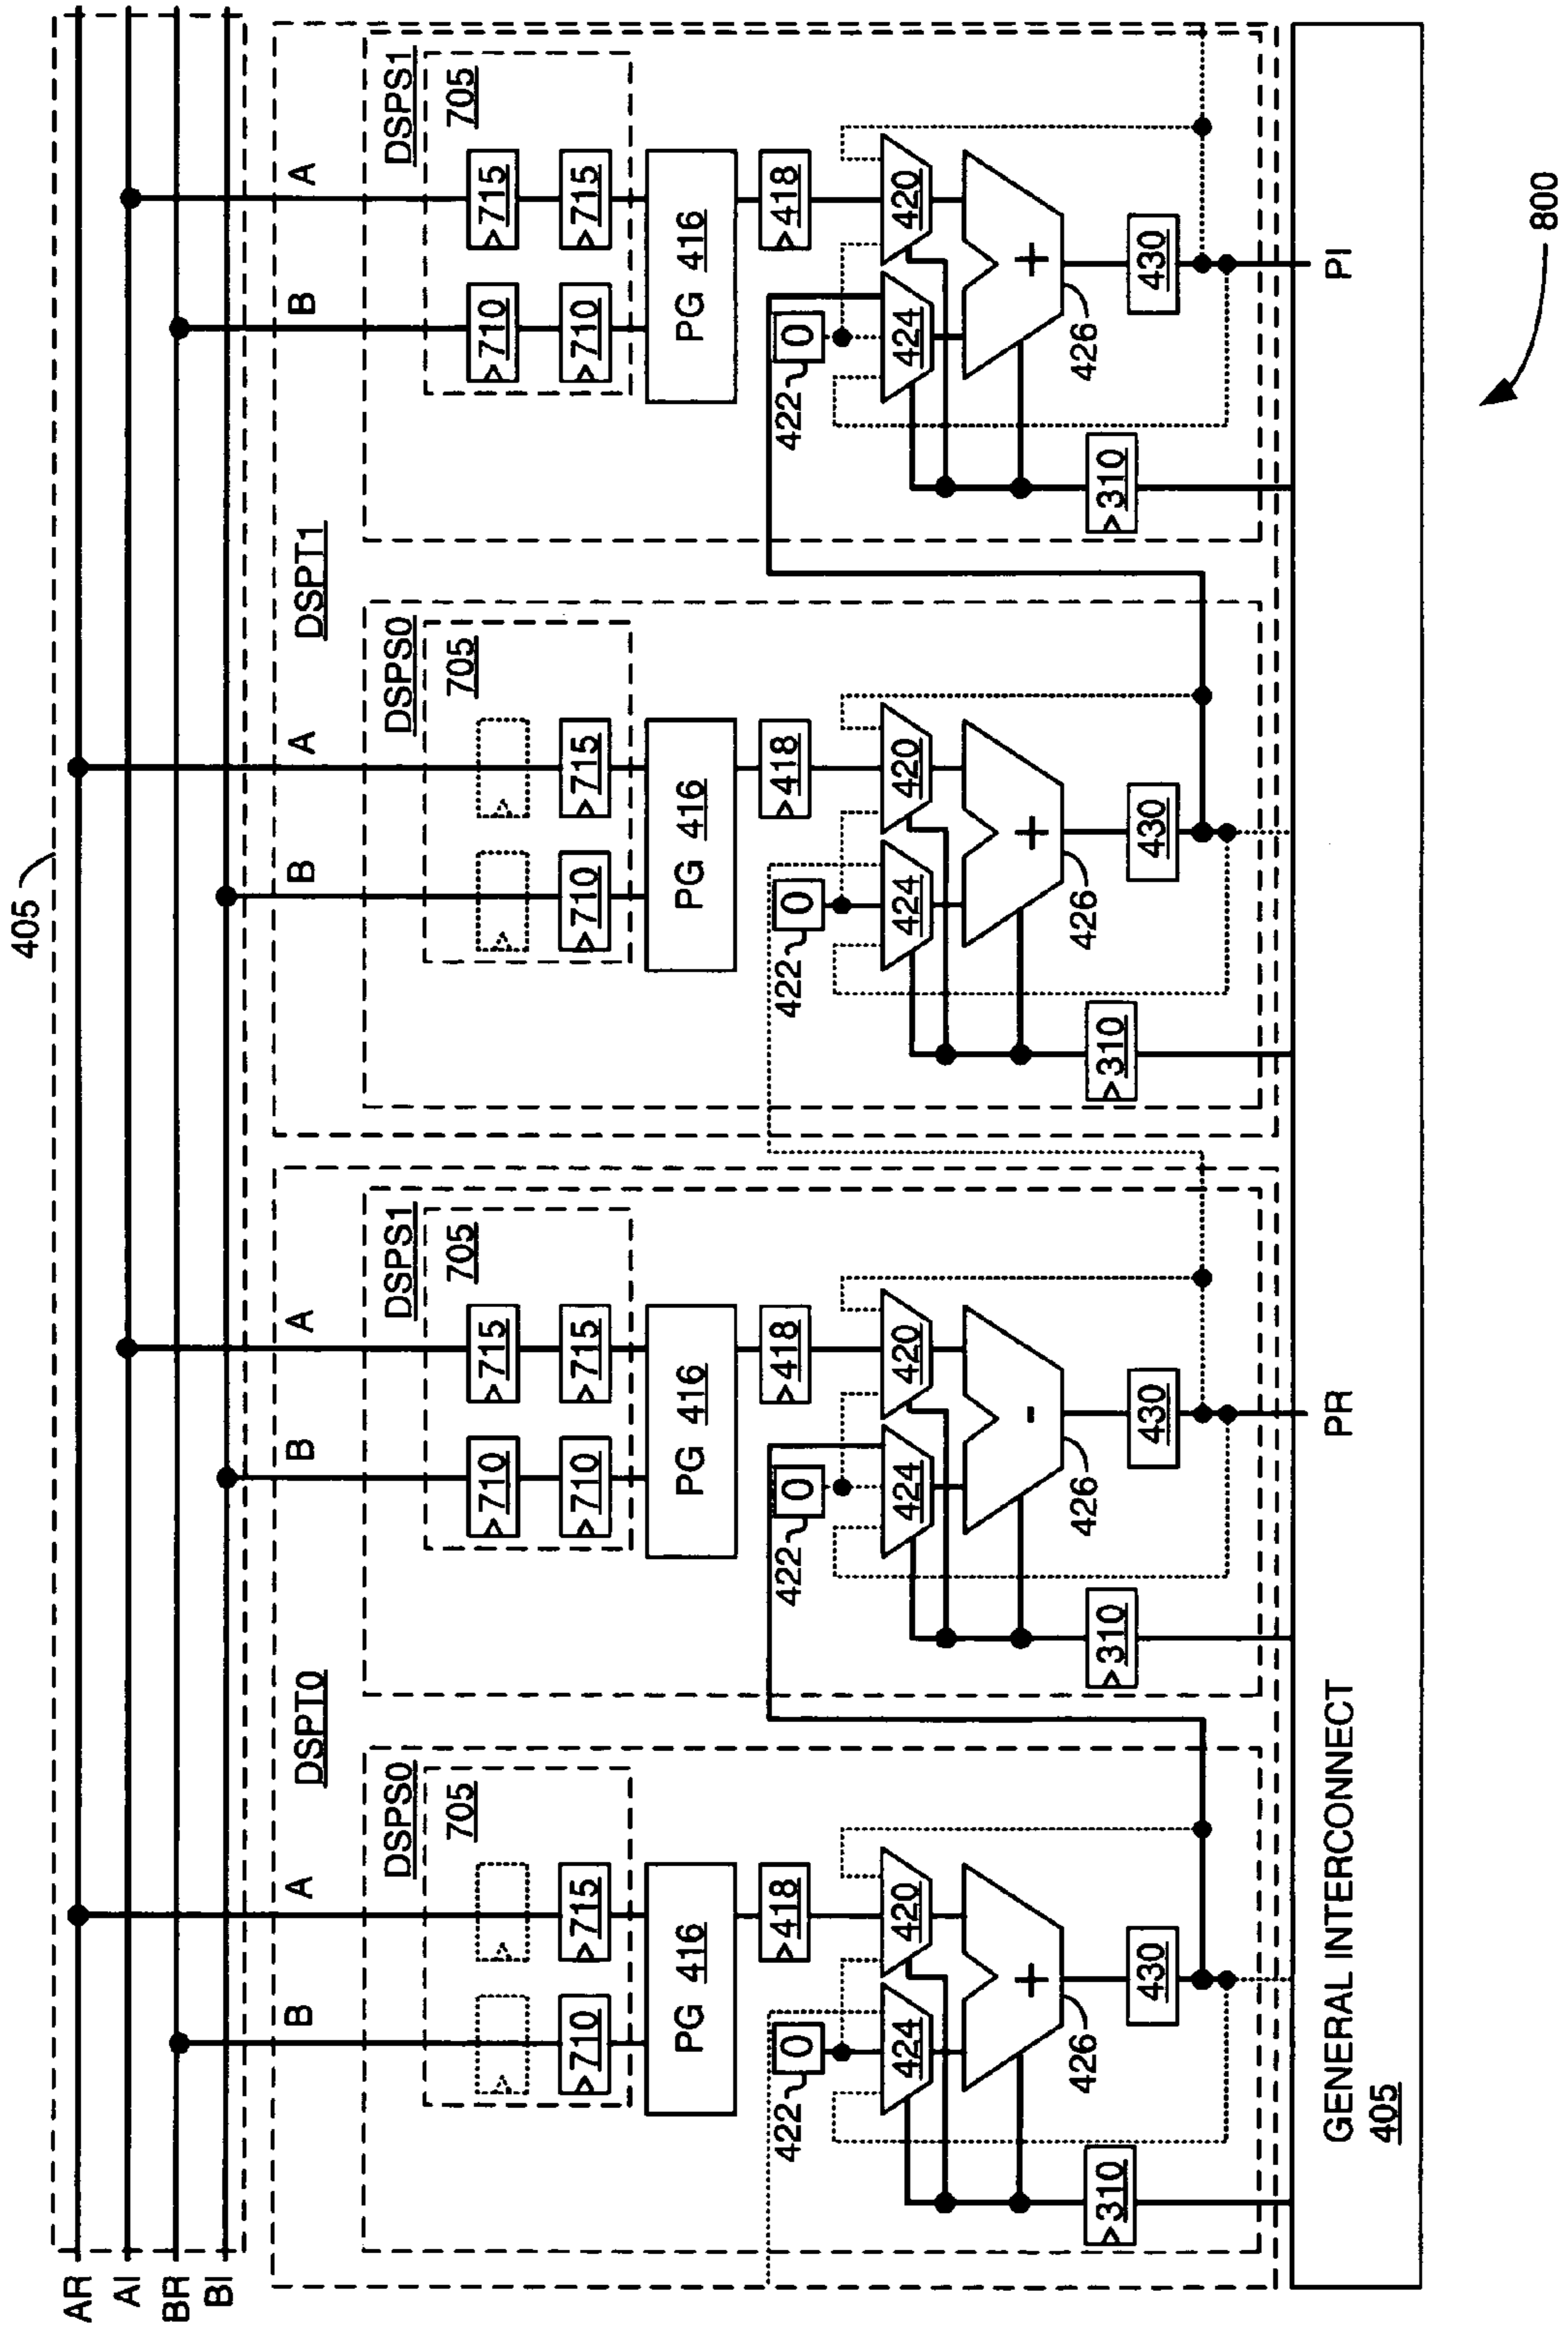 405
AR
AI
BR
BI
DSPT0
DSPS0
705
B
A
>710
>715
PG 416
>418
422
0
424
420
+
426
>310
430
DSPS1
705
B
A
>710
>715
>710
>715
PG 416
>418
422
0
424
420
-
426
>310
430
PR
DSPT1
DSPS0
705
B
A
>710
>715
PG 416
>418
422
0
424
420
+
426
>310
430
DSPS1
705
B
A
>710
>715
>710
>715
PG 416
>418
422
0
424
420
+
426
>310
430
PI
GENERAL INTERCONNECT
405
800